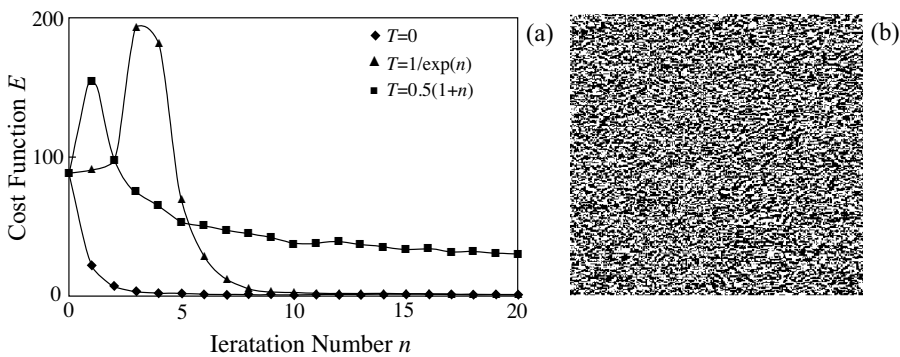 200
100
0
Cost Function E
0
5
10
15
20
Ieratation Number n
T=0
T=1/exp(n)
T=0.5(1+n)
(a)
(b)